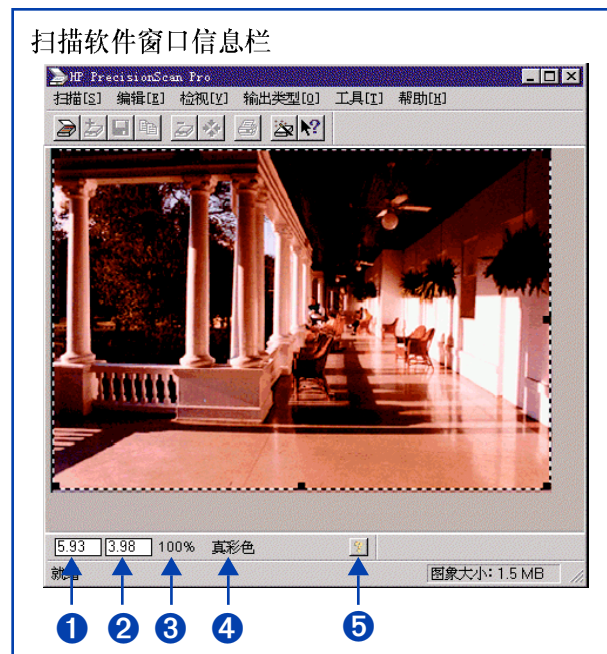 扫描软件窗口信息栏
HP PrecisionScan Pro
扫描[S] 编辑[E] 检视[V] 输出类型[O] 工具[T] 帮助[H]
5.93 3.98 100% 真彩色
就绪 图象大小: 1.5 MB
1 2 3 4 5